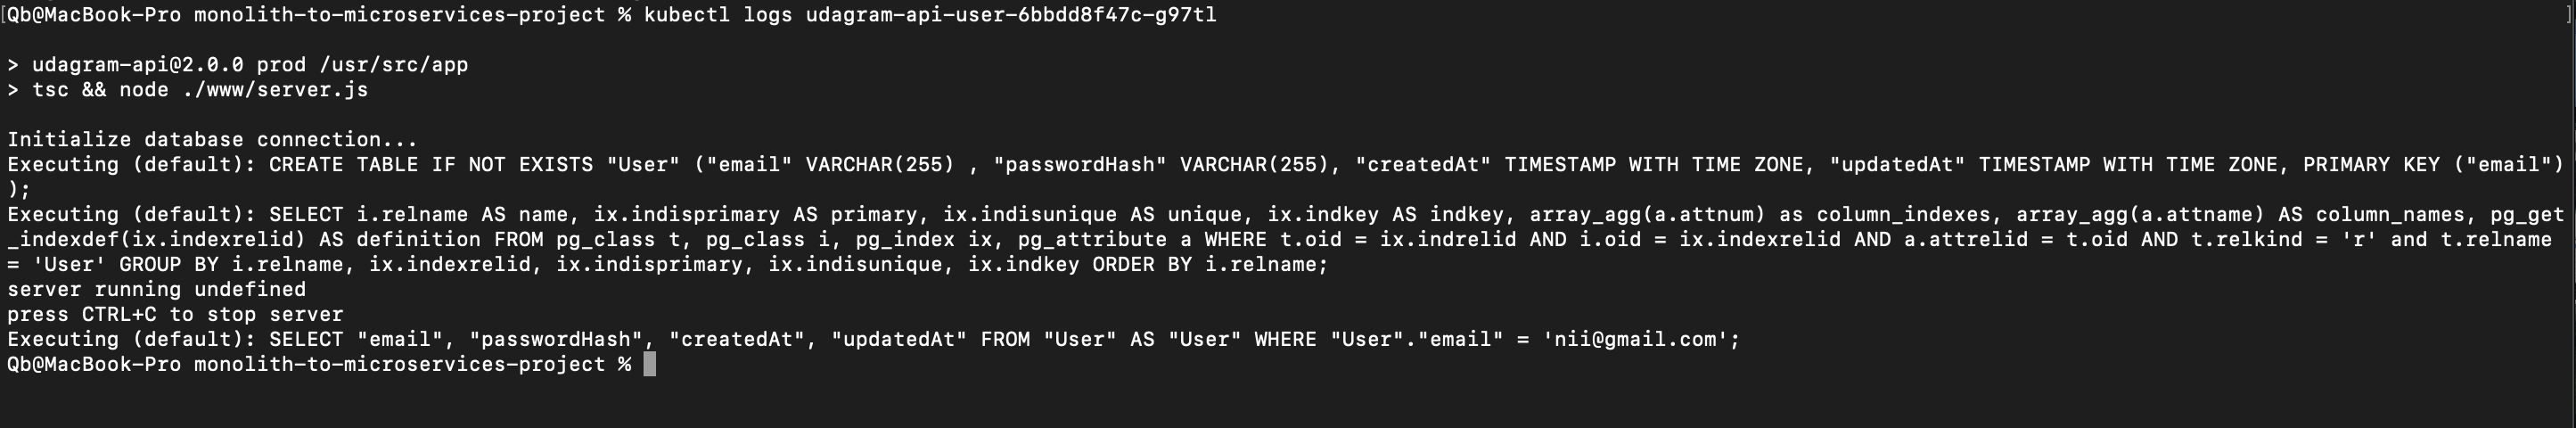 [Qb@MacBook-Pro monolith-to-microservices-project % kubectl logs udagram-api-user-6bbdd8f47c-g97tl ]
> udagram-api@2.0.0 prod /usr/src/app
> tsc && node ./www/server.js
Initialize database connection...
Executing (default): CREATE TABLE IF NOT EXISTS "User" ("email" VARCHAR(255) , "passwordHash" VARCHAR(255), "createdAt" TIMESTAMP WITH TIME ZONE, "updatedAt" TIMESTAMP WITH TIME ZONE, PRIMARY KEY ("email")
);
Executing (default): SELECT i.relname AS name, ix.indisprimary AS primary, ix.indisunique AS unique, ix.indkey AS indkey, array_agg(a.attnum) as column_indexes, array_agg(a.attname) AS column_names, pg_get
_indexdef(ix.indexrelid) AS definition FROM pg_class t, pg_class i, pg_index ix, pg_attribute a WHERE t.oid = ix.indrelid AND i.oid = ix.indexrelid AND a.attrelid = t.oid AND t.relkind = 'r' and t.relname
= 'User' GROUP BY i.relname, ix.indexrelid, ix.indisprimary, ix.indisunique, ix.indkey ORDER BY i.relname;
server running undefined
press CTRL+C to stop server
Executing (default): SELECT "email", "passwordHash", "createdAt", "updatedAt" FROM "User" AS "User" WHERE "User"."email" = 'nii@gmail.com';
Qb@MacBook-Pro monolith-to-microservices-project %